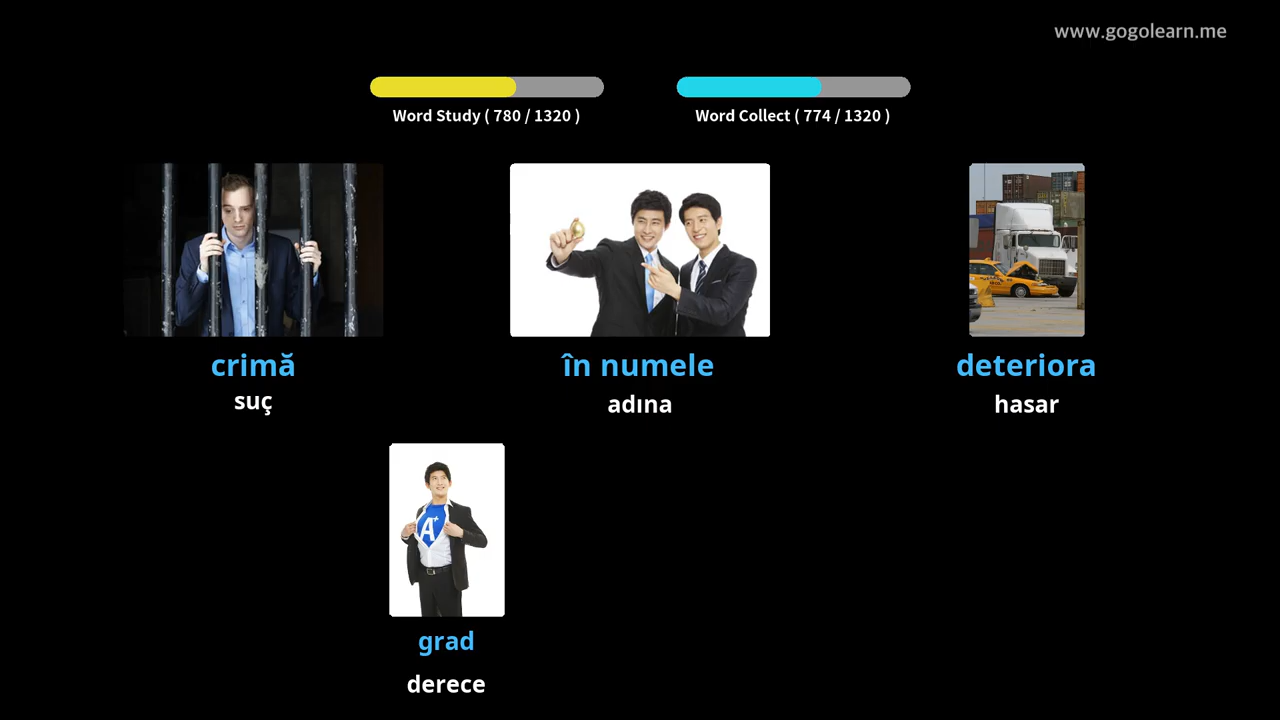 www.gogolearn.me
Word Study ( 780 / 1320 )
Word Collect ( 774 / 1320 )
crimă
în numele
deteriora
suç
adına
hasar
A+
grad
derece